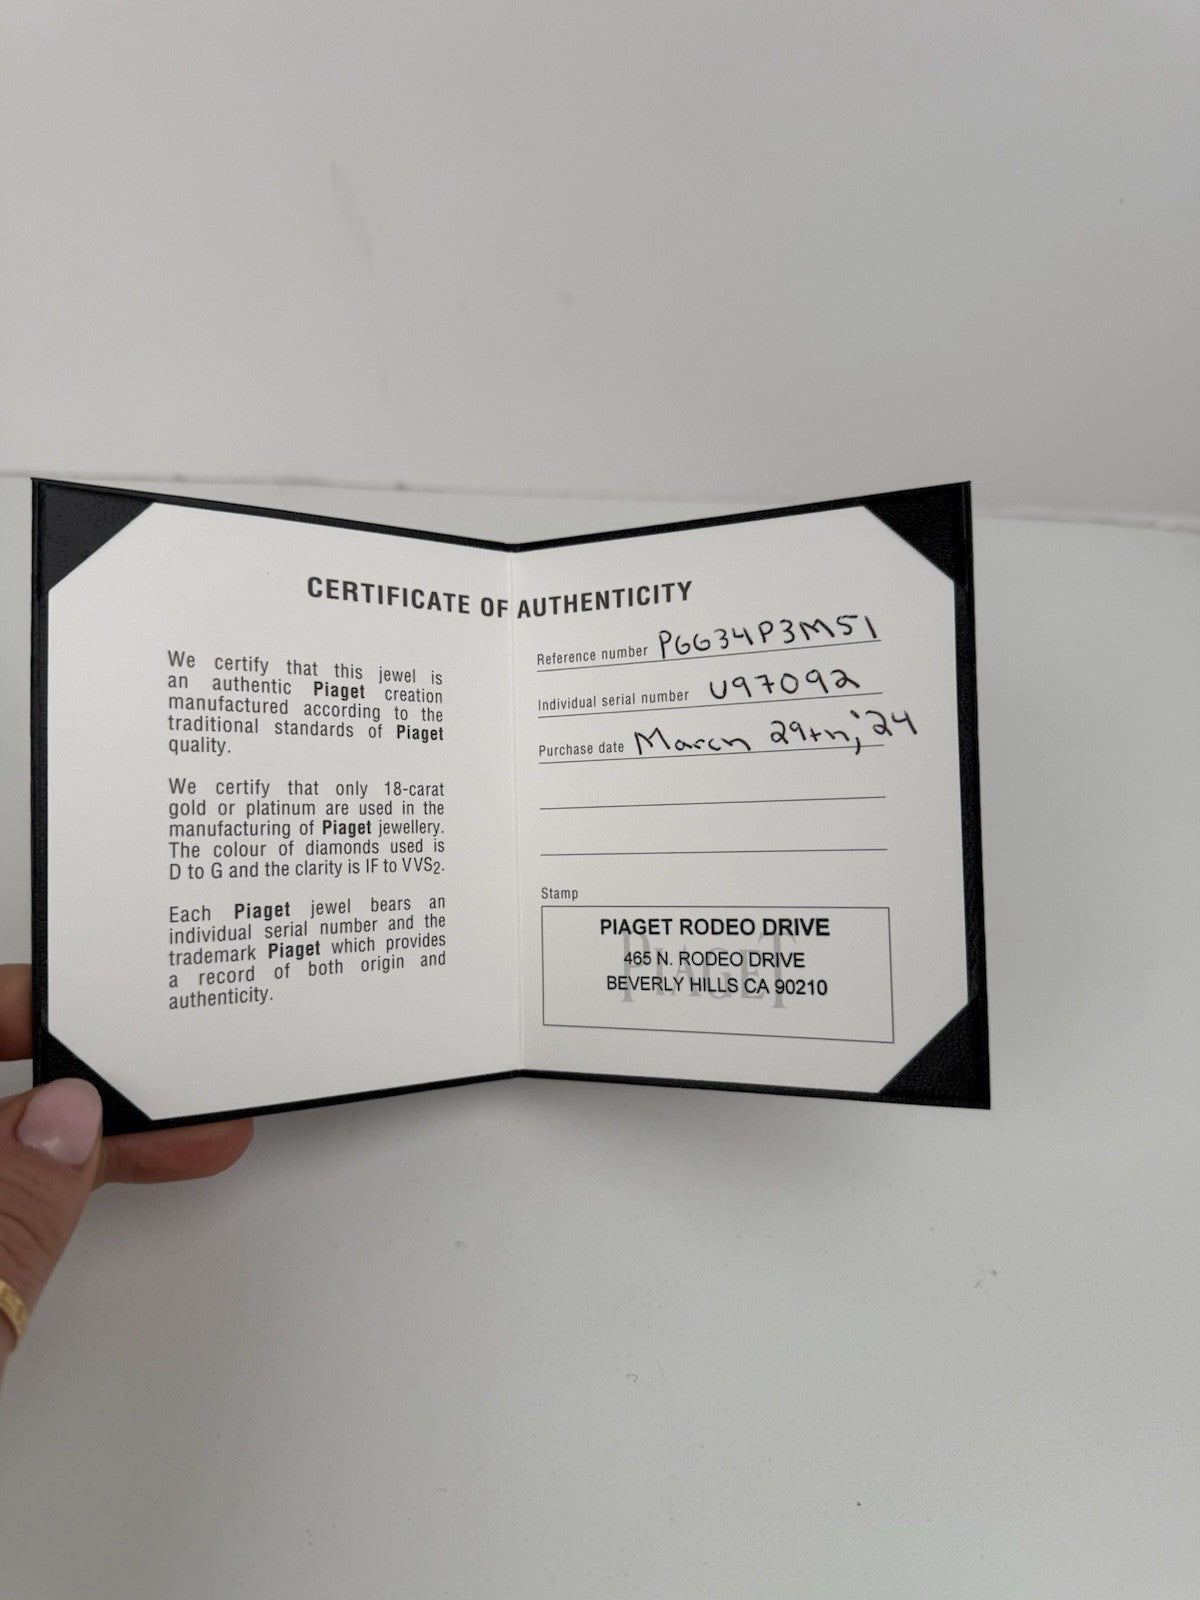 CERTIFICATE OF AUTHENTICITY
We certify that this jewel is
an authentic Piaget creation
manufactured according to the
traditional standards of Piaget
quality.
We certify that only 18-carat
gold or platinum are used in the
manufacturing of Piaget jewellery.
The colour of diamonds used is
D to G and the clarity is IF to VVS2.
Each Piaget jewel bears an
individual serial number and the
trademark Piaget which provides
a record of both origin and
authenticity.
Reference number PGG34P3M51
Individual serial number U97092
Purchase date March 29th, '24
Stamp
PIAGET
PIAGET RODEO DRIVE
465 N. RODEO DRIVE
BEVERLY HILLS CA 90210